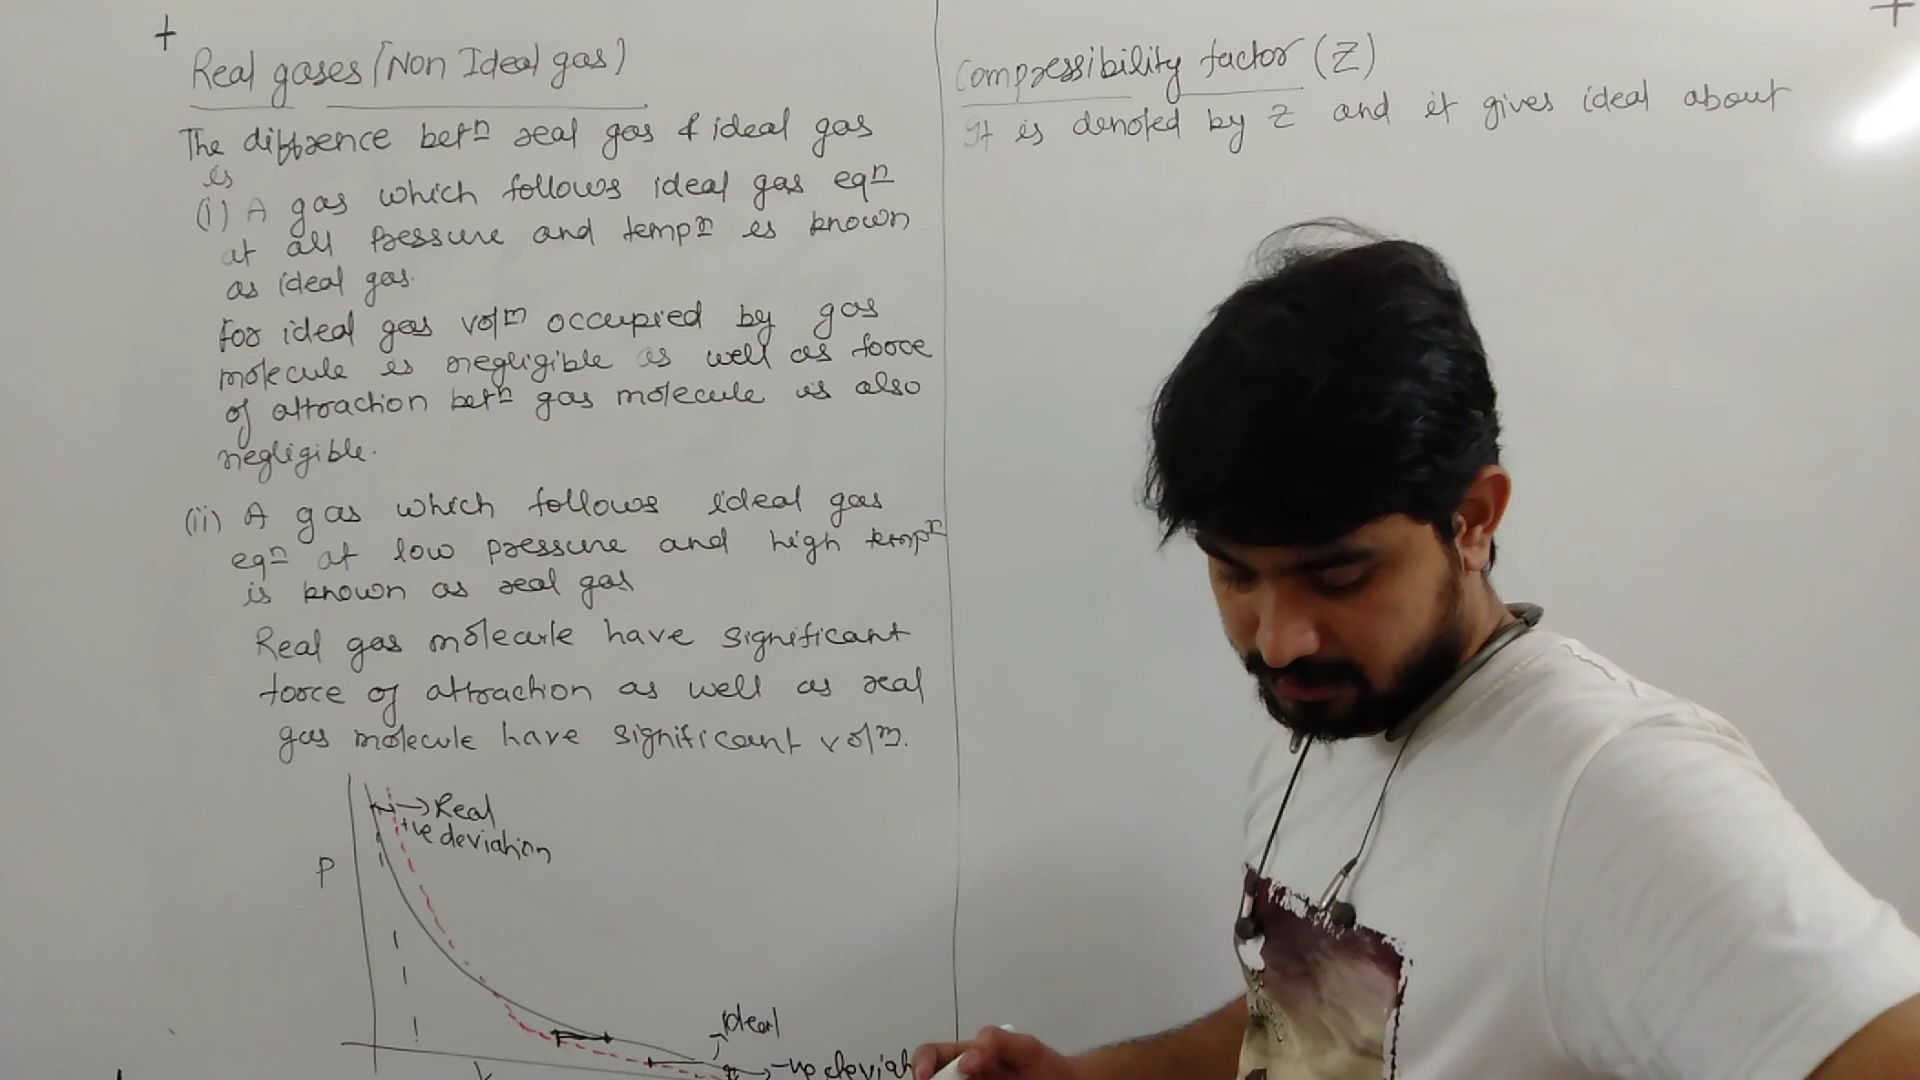 Real gases (Non Ideal gas)
The diffrence betn real gas & ideal gas
is
(i) A gas which follows ideal gas eqn
at all Pressure and tempr is known
as ideal gas.
for ideal gas volm occupied by gas
molecule is negligible as well as force
of attraction betn gas molecule is also
negligible.
(ii) A gas which follows ideal gas
eqn at low pressure and high tempr
is known as real gas
Real gas molecule have significant
force of attraction as well as real
gas molecule have significant volm.
→Real
+ve deviation
P
ideal
→-ve deviah
V
Compressibility factor (Z)
It is denoted by Z and it gives ideal about